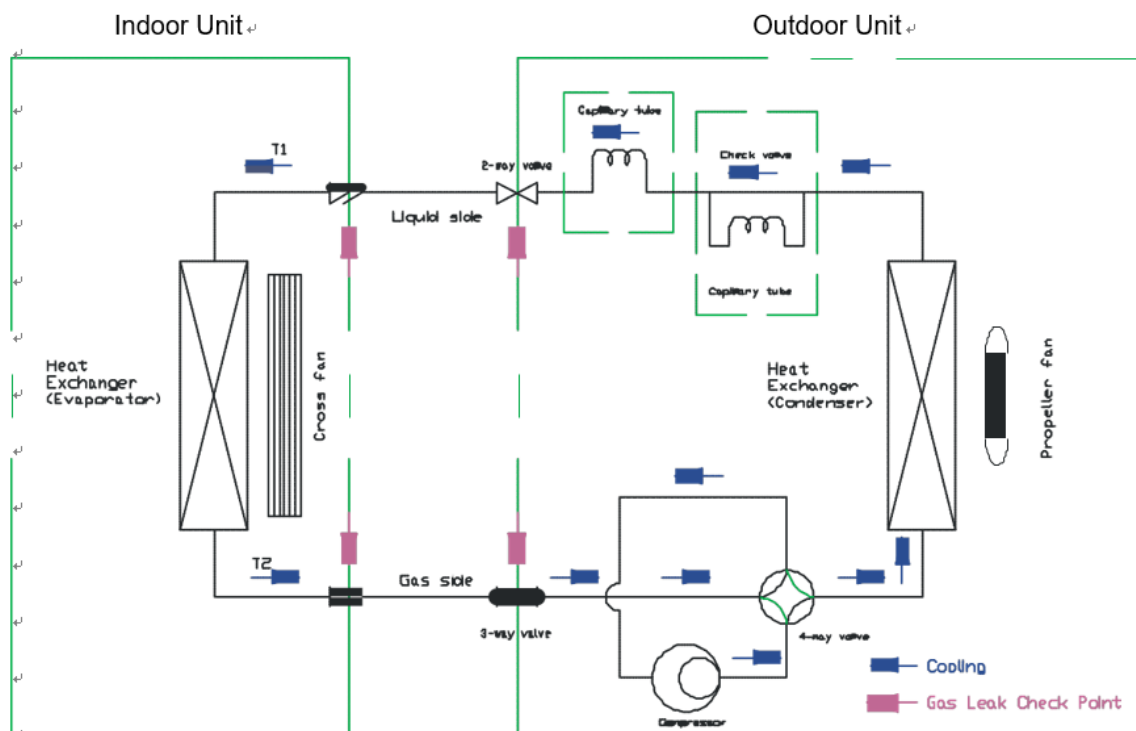 Indoor Unit
Outdoor Unit
Capillary tube
T1
2-way valve
Check valve
Liquid side
Capillary tube
Heat
Exchanger
(Evaporator)
Cross fan
Heat
Exchanger
(Condenser)
Propeller fan
T2
Gas side
3-way valve
4-way valve
Cooling
Gas Leak Check Point
Compressor